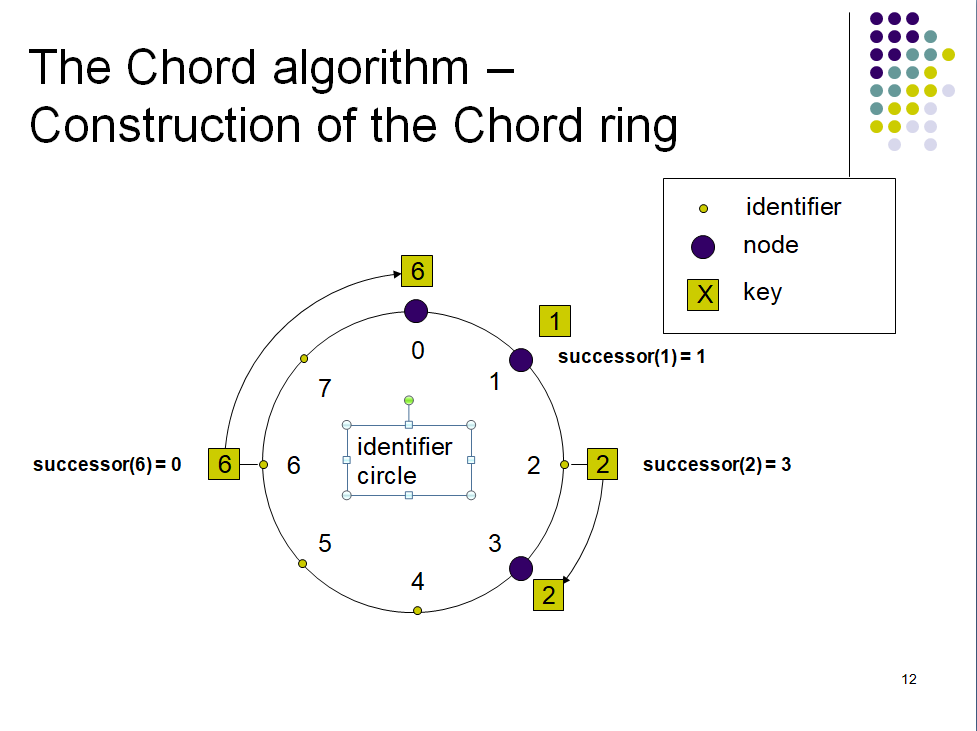 The Chord algorithm –
Construction of the Chord ring
identifier
node
X key
6
1
successor(1) = 1
0
1
7
identifier
circle
successor(6) = 0
6
6
2
2
successor(2) = 3
5
3
4
2
12